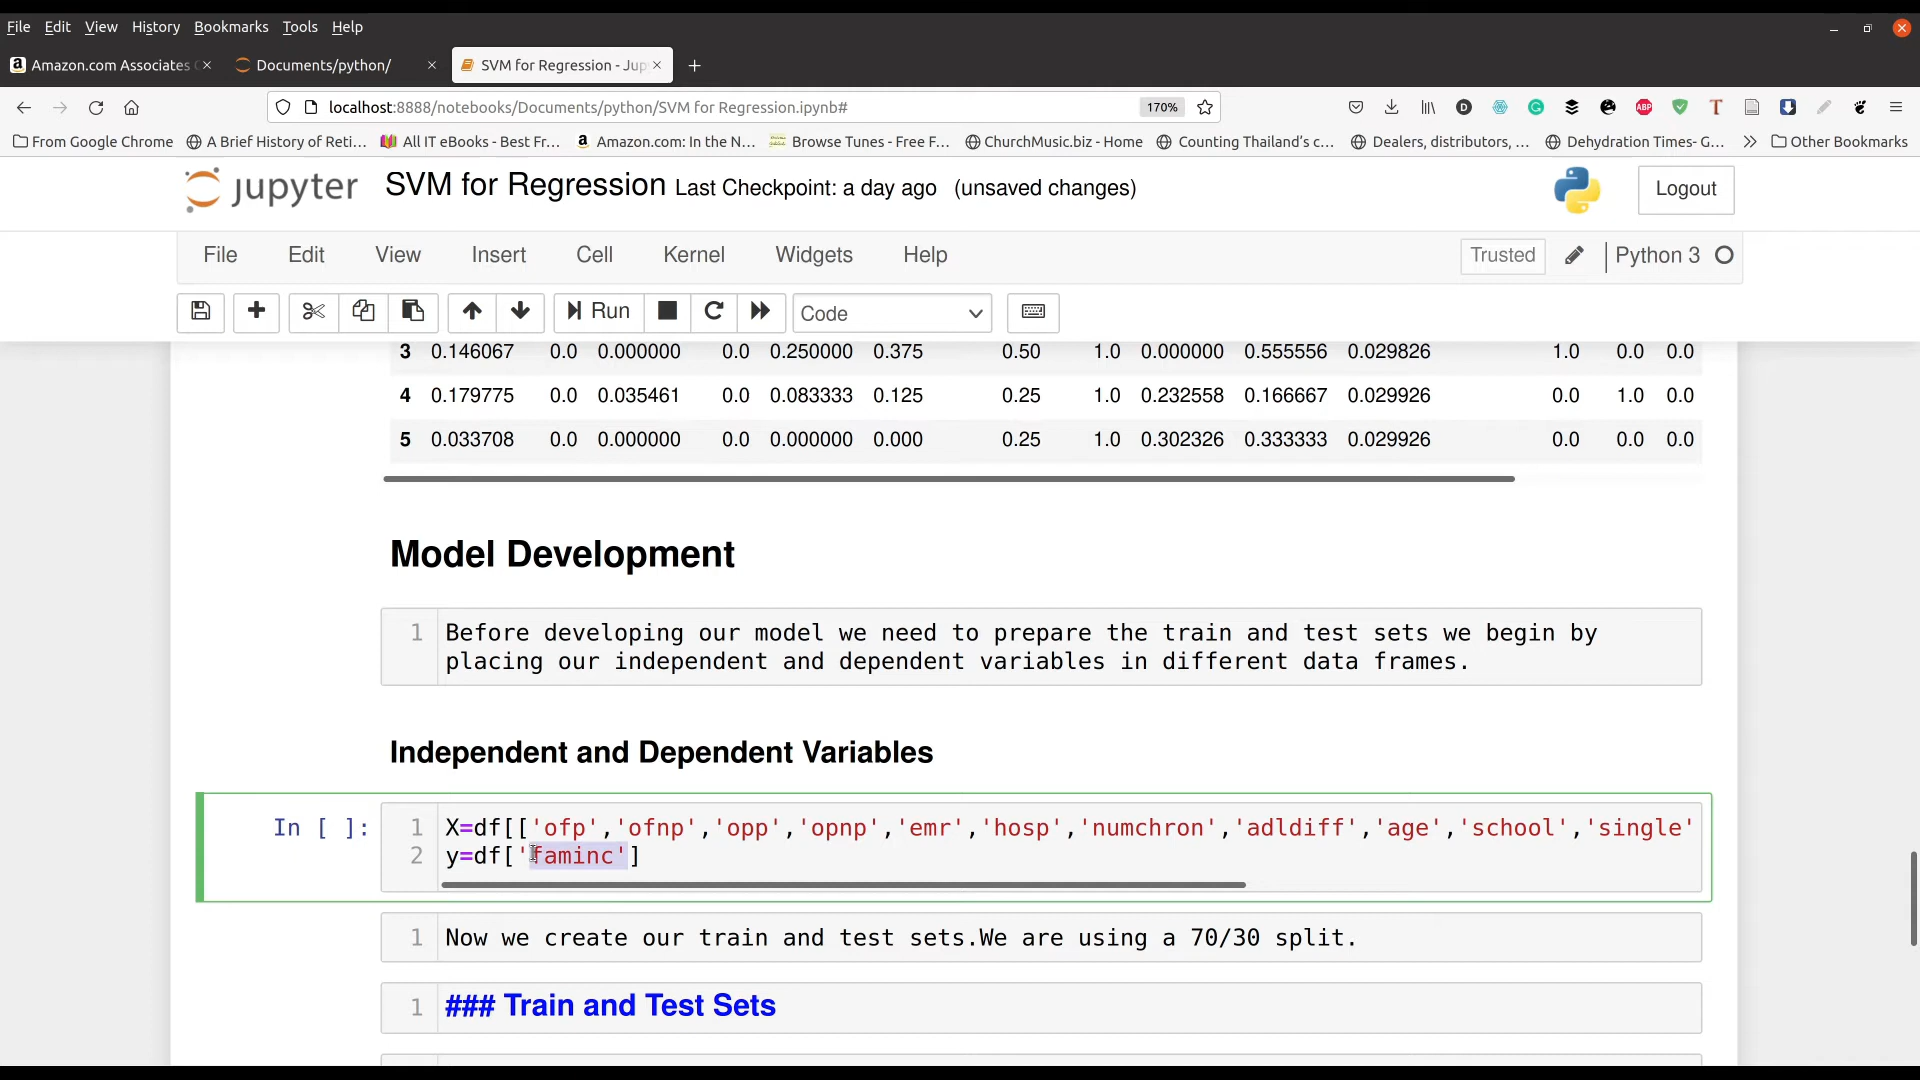 File Edit View History Bookmarks Tools Help
Amazon.com Associates Documents/python/ SVM for Regression - Jup
localhost:8888/notebooks/Documents/python/SVM for Regression.ipynb# 170%
From Google Chrome A Brief History of Reti... All IT eBooks - Best Fr... Amazon.com: In the N... Browse Tunes - Free F... ChurchMusic.biz - Home Counting Thailand's c... Dealers, distributors, ... Dehydration Times- G... Other Bookmarks
jupyter SVM for Regression Last Checkpoint: a day ago (unsaved changes) Logout
File Edit View Insert Cell Kernel Widgets Help Trusted Python 3
Run Code
3 0.146067 0.0 0.000000 0.0 0.250000 0.375 0.50 1.0 0.000000 0.555556 0.029826 1.0 0.0 0.0
4 0.179775 0.0 0.035461 0.0 0.083333 0.125 0.25 1.0 0.232558 0.166667 0.029926 0.0 1.0 0.0
5 0.033708 0.0 0.000000 0.0 0.000000 0.000 0.25 1.0 0.302326 0.333333 0.029926 0.0 0.0 0.0
Model Development
1 Before developing our model we need to prepare the train and test sets we begin by
placing our independent and dependent variables in different data frames.
Independent and Dependent Variables
In [ ]: 1 X=df[['ofp','ofnp','opp','opnp','emr','hosp','numchron','adldiff','age','school','single'
2 y=df['faminc']
1 Now we create our train and test sets.We are using a 70/30 split.
1 ### Train and Test Sets